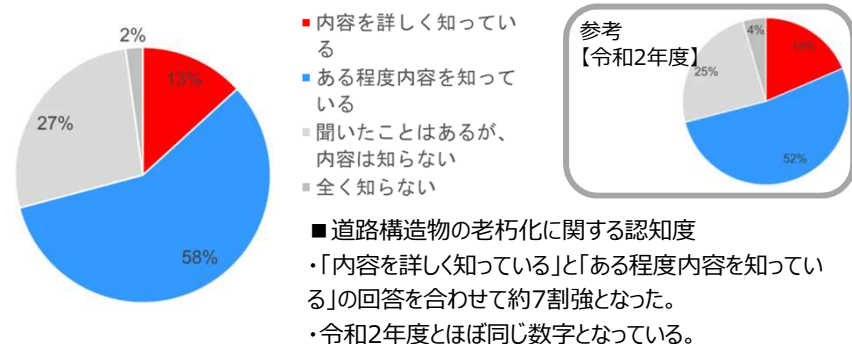 2%
13%
27%
58%
内容を詳しく知ってい
る
ある程度内容を知って
いる
聞いたことはあるが、
内容は知らない
全く知らない
参考
【令和2年度】
4%
25%
52%
■道路構造物の老朽化に関する認知度
・「内容を詳しく知っている」と「ある程度内容を知ってい
る」の回答を合わせて約7割強となった。
・令和2年度とほぼ同じ数字となっている。